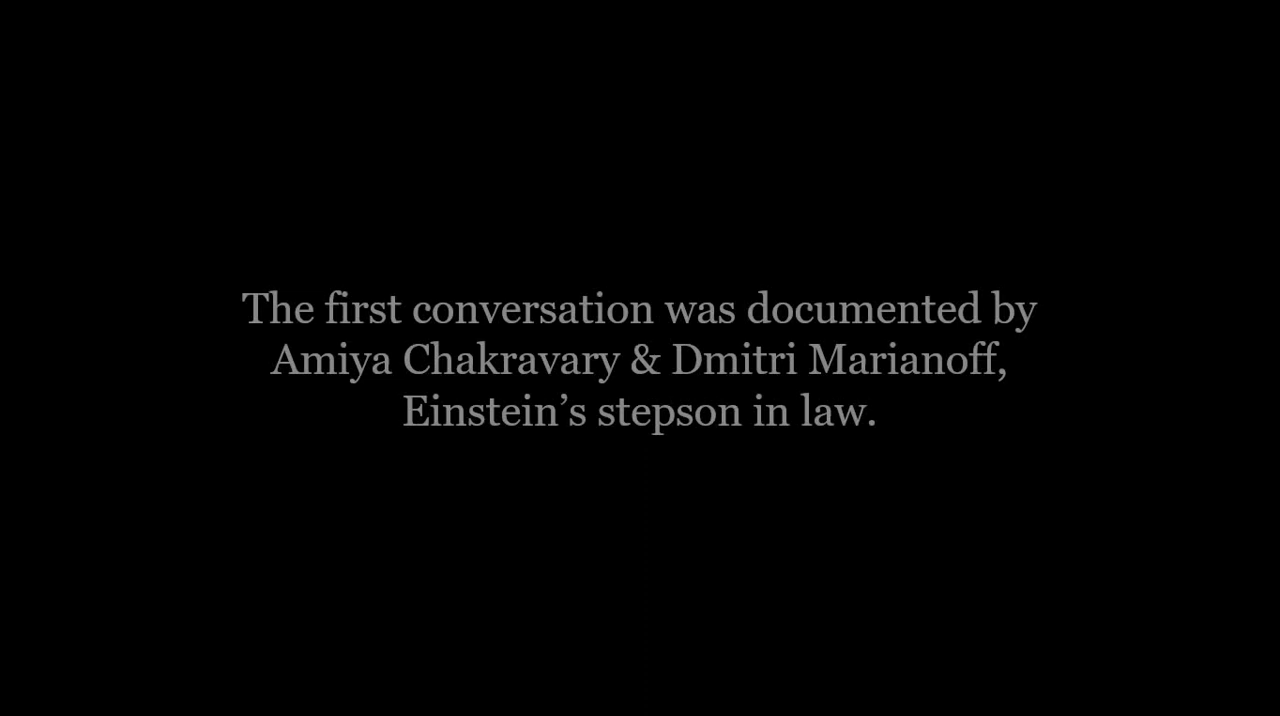 The first conversation was documented by
Amiya Chakravary & Dmitri Marianoff,
Einstein’s stepson in law.